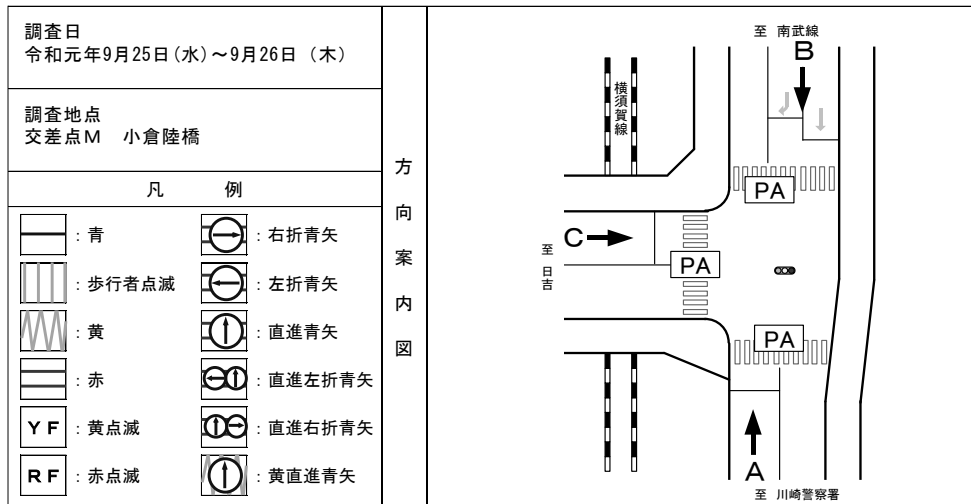 調査日
令和元年9月25日(水)～9月26日 (木)
調査地点
交差点M 小倉陸橋
凡 例
: 青
: 右折青矢
: 歩行者点滅
: 左折青矢
: 黄
: 直進青矢
: 赤
: 直進左折青矢
YF : 黄点滅
: 直進右折青矢
RF : 赤点滅
: 黄直進青矢
方向案内図
至 南武線
B
横須賀線
PA
C
至 日吉
PA
PA
A
至 川崎警察署